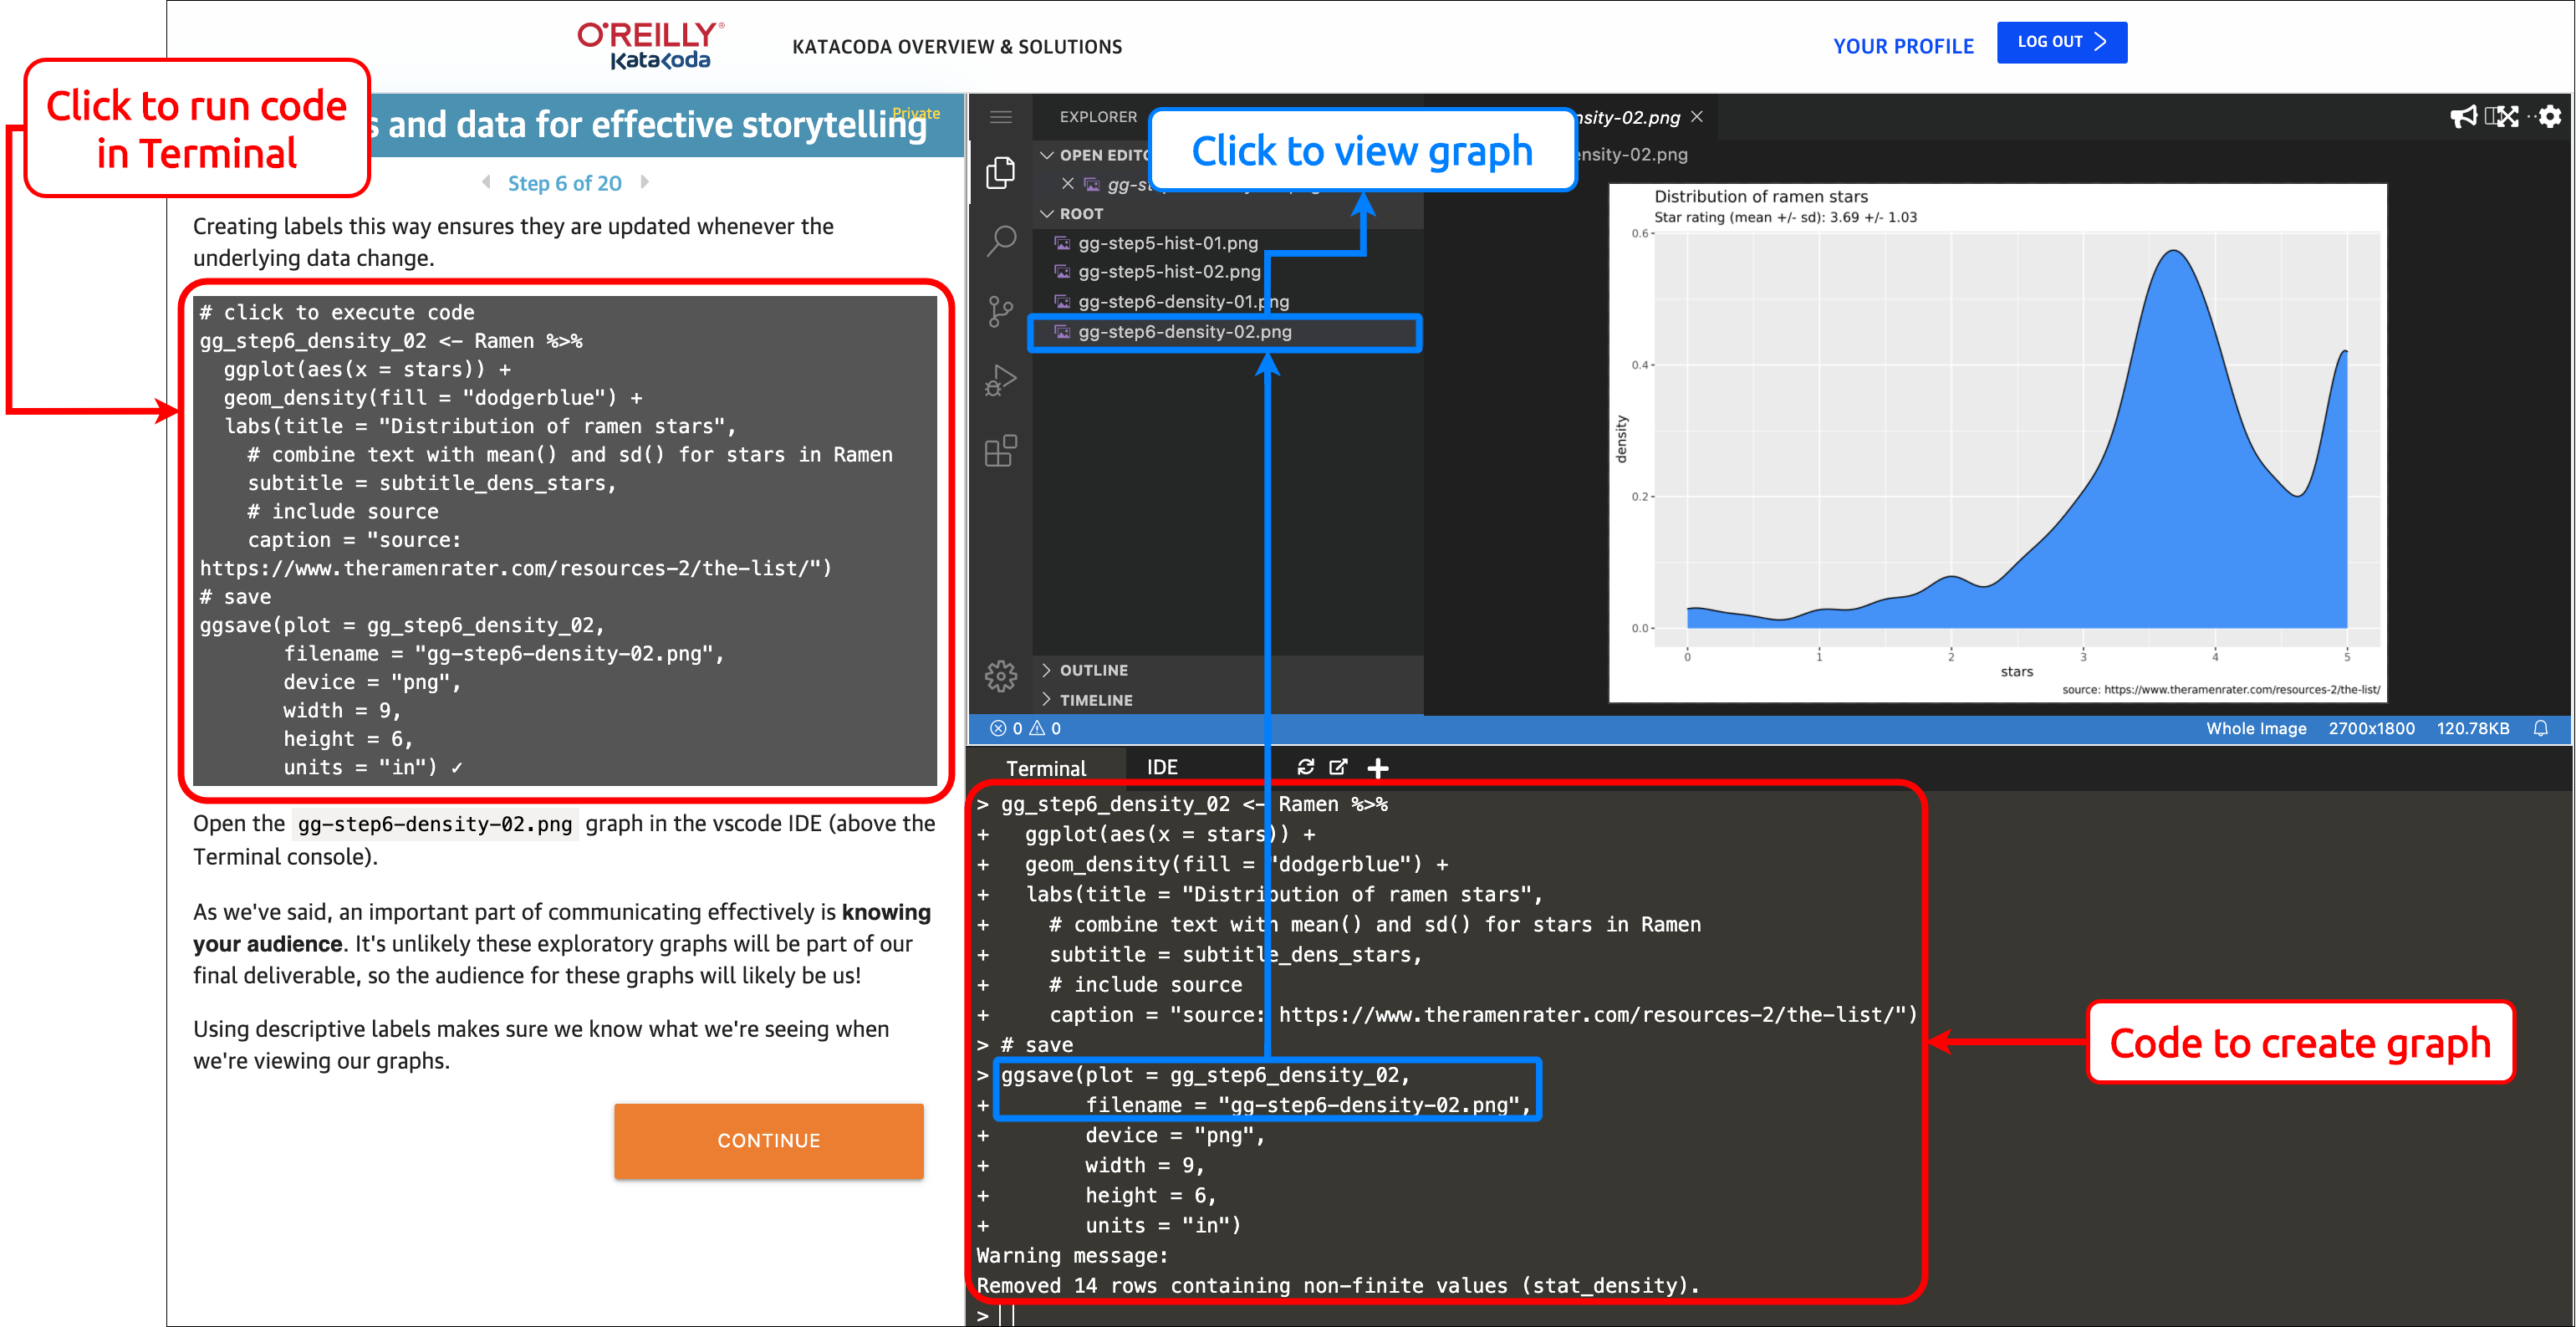 O'REILLY®
Katacoda
KATACODA OVERVIEW & SOLUTIONS
YOUR PROFILE
LOG OUT
Click to run code
in Terminal
s and data for effective storytelling
Private
Step 6 of 20
Creating labels this way ensures they are updated whenever the
underlying data change.
# click to execute code
gg_step6_density_02 <- Ramen %>%
  ggplot(aes(x = stars)) +
  geom_density(fill = "dodgerblue") +
  labs(title = "Distribution of ramen stars",
    # combine text with mean() and sd() for stars in Ramen
    subtitle = subtitle_dens_stars,
    # include source
    caption = "source:
https://www.theramenrater.com/resources-2/the-list/")
# save
ggsave(plot = gg_step6_density_02,
       filename = "gg-step6-density-02.png",
       device = "png",
       width = 9,
       height = 6,
       units = "in") ✓
Open the gg-step6-density-02.png graph in the vscode IDE (above the
Terminal console).
As we've said, an important part of communicating effectively is knowing
your audience. It's unlikely these exploratory graphs will be part of our
final deliverable, so the audience for these graphs will likely be us!
Using descriptive labels makes sure we know what we're seeing when
we're viewing our graphs.
CONTINUE
EXPLORER
OPEN EDITO
gg-st
ROOT
gg-step5-hist-01.png
gg-step5-hist-02.png
gg-step6-density-01.png
gg-step6-density-02.png
OUTLINE
TIMELINE
Click to view graph
nsity-02.png
ensity-02.png
Distribution of ramen stars
Star rating (mean +/- sd): 3.69 +/- 1.03
0.6
0.4
0.2
0.0
density
0 1 2 3 4 5
stars
source: https://www.theramenrater.com/resources-2/the-list/
0 0
Whole Image 2700x1800 120.78KB
Terminal IDE
> gg_step6_density_02 <- Ramen %>%
+   ggplot(aes(x = stars)) +
+   geom_density(fill = "dodgerblue") +
+   labs(title = "Distribution of ramen stars",
+     # combine text with mean() and sd() for stars in Ramen
+     subtitle = subtitle_dens_stars,
+     # include source
+     caption = "source: https://www.theramenrater.com/resources-2/the-list/")
> # save
> ggsave(plot = gg_step6_density_02,
+        filename = "gg-step6-density-02.png",
+        device = "png",
+        width = 9,
+        height = 6,
+        units = "in")
Warning message:
Removed 14 rows containing non-finite values (stat_density).
>
Code to create graph